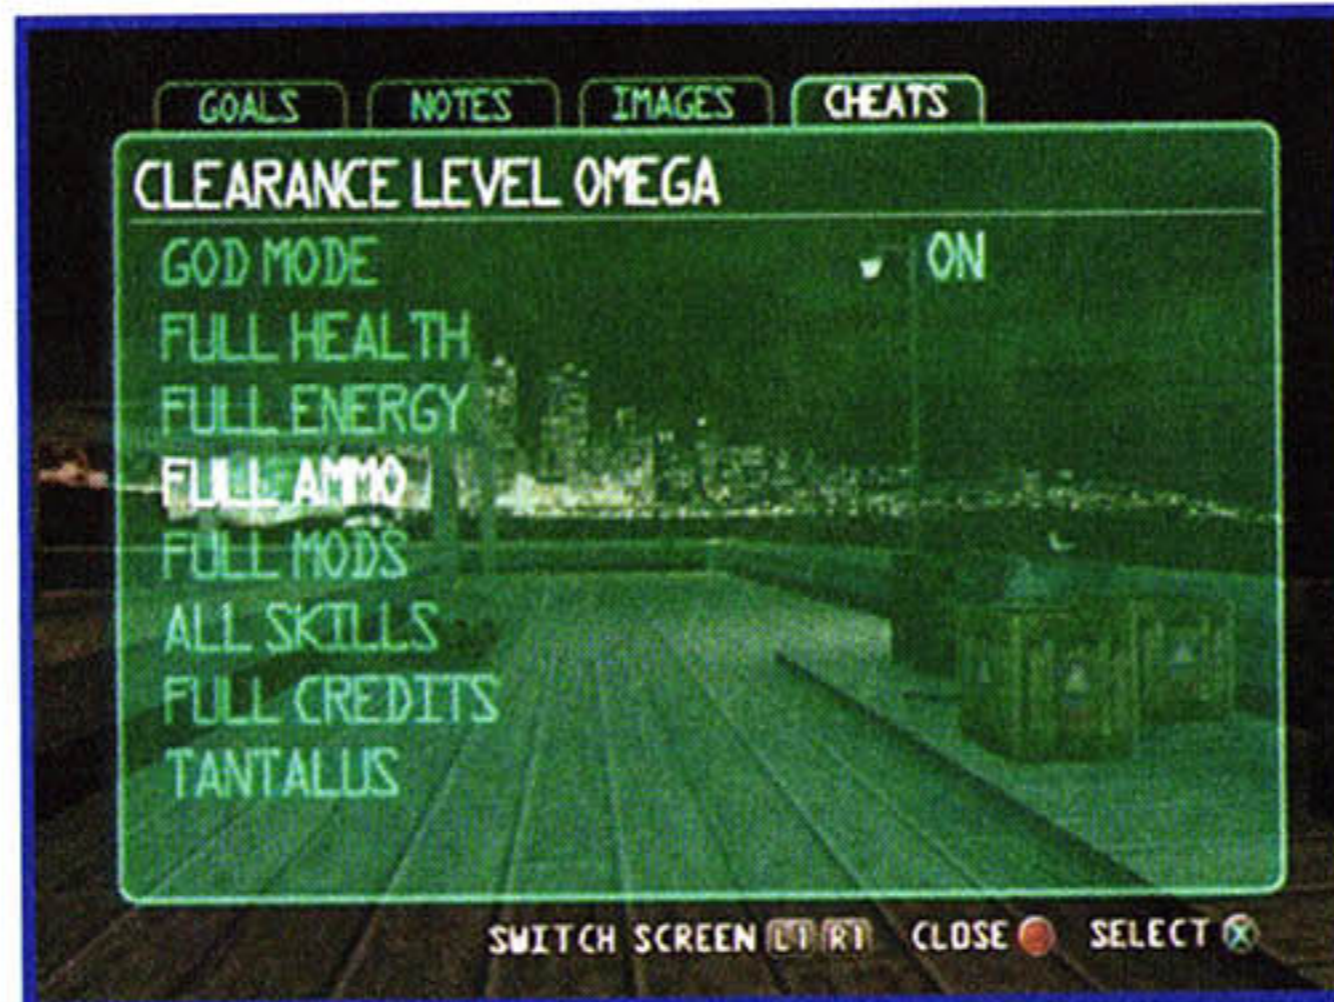 GOALS NOTES IMAGES CHEATS
CLEARANCE LEVEL OMEGA
GOD MODE ON
FULL HEALTH
FULL ENERGY
FULL AMMO
FULL MODS
ALL SKILLS
FULL CREDITS
TANTALUS
SWITCH SCREEN L1 R1 CLOSE SELECT